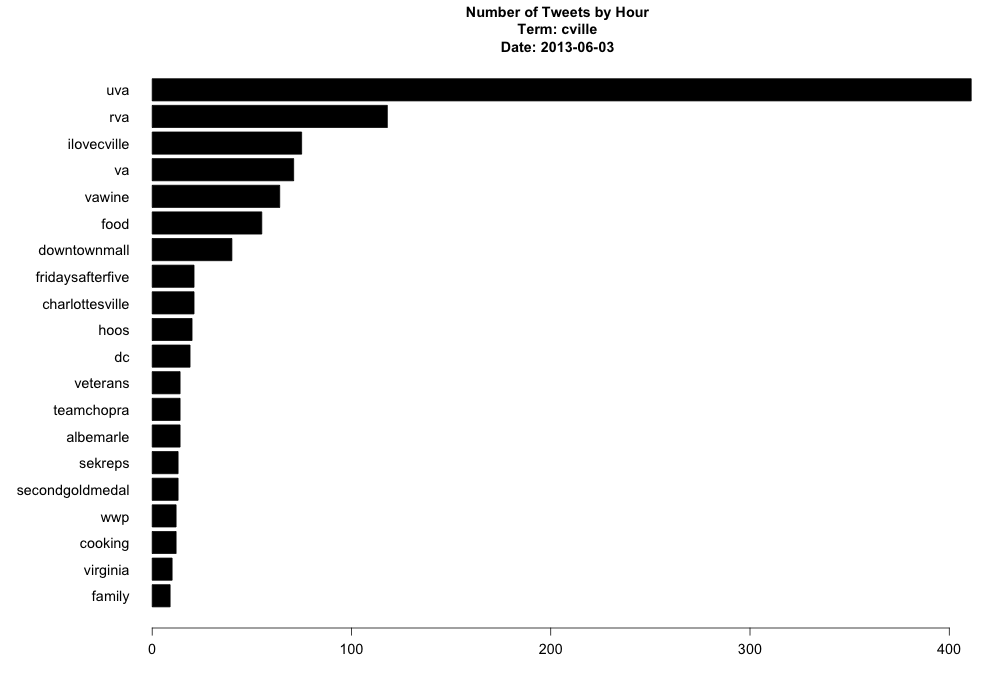 Number of Tweets by Hour
Term: cville
Date: 2013-06-03
uva
rva
ilovecville
va
vawine
food
downtownmall
fridaysafterfive
charlottesville
hoos
dc
veterans
teamchopra
albemarle
sekreps
secondgoldmedal
wwp
cooking
virginia
family
0 100 200 300 400